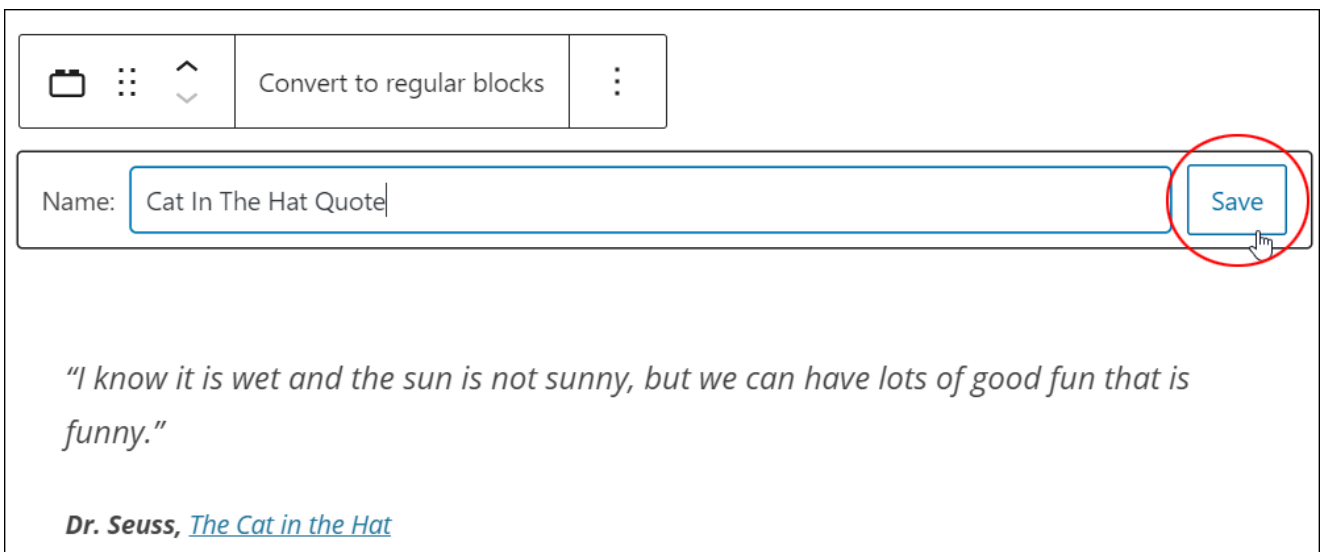 Convert to regular blocks
Name: Cat In The Hat Quote Save
“I know it is wet and the sun is not sunny, but we can have lots of good fun that is
funny.”
Dr. Seuss, The Cat in the Hat